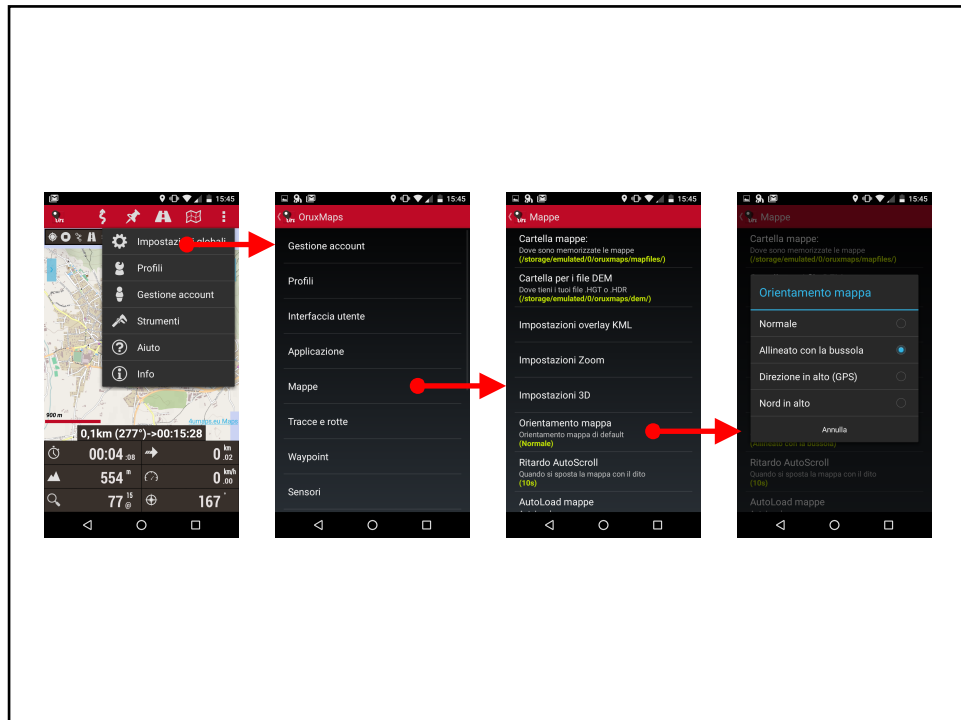 15:45
Impostazioni globali
Profili
Gestione account
Strumenti
Aiuto
Info
900 m
0,1km (277°)->00:15:28
00:04 :08
0 km .02
554 m
0 km/h .00
77 15 @
167 °
15:45
OruxMaps
Gestione account
Profili
Interfaccia utente
Applicazione
Mappe
Tracce e rotte
Waypoint
Sensori
15:45
Mappe
Cartella mappe:
Dove sono memorizzate le mappe
(/storage/emulated/0/oruxmaps/mapfiles/)
Cartella per i file DEM
Dove tieni i tuoi file .HGT o .HDR
(/storage/emulated/0/oruxmaps/dem/)
Impostazioni overlay KML
Impostazioni Zoom
Impostazioni 3D
Orientamento mappa
Orientamento mappa di default
(Normale)
Ritardo AutoScroll
Quando si sposta la mappa con il dito
(10s)
AutoLoad mappe
15:45
Mappe
Cartella mappe:
Dove sono memorizzate le mappe
(/storage/emulated/0/oruxmaps/mapfiles/)
Orientamento mappa
Normale
Allineato con la bussola
Direzione in alto (GPS)
Nord in alto
Annulla
(Allineato con la bussola)
Ritardo AutoScroll
Quando si sposta la mappa con il dito
(10s)
AutoLoad mappe